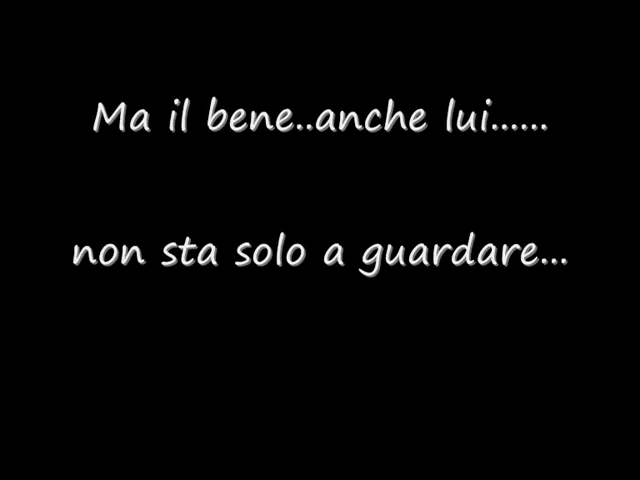 Ma il bene..anche lui......
non sta solo a guardare...